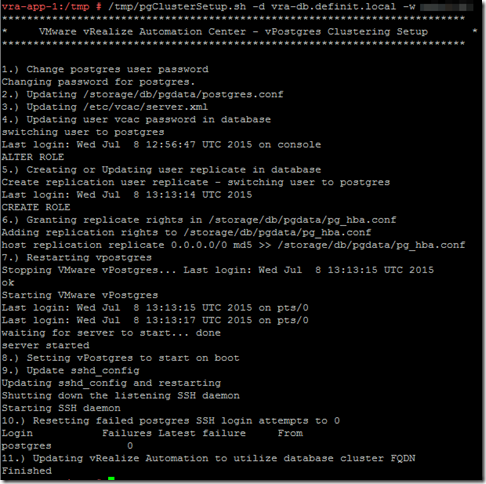 vra-app-1:/tmp # /tmp/pgClusterSetup.sh -d vra-db.definit.local -w
***********************************************************************
*     VMware vRealize Automation Center - vPostgres Clustering Setup      *
***********************************************************************
1.) Change postgres user password
Changing password for postgres.
2.) Updating /storage/db/pgdata/postgres.conf
3.) Updating /etc/vcac/server.xml
4.) Updating user vcac password in database
switching user to postgres
Last login: Wed Jul  8 12:56:47 UTC 2015 on console
ALTER ROLE
5.) Creating or Updating user replicate in database
Create replication user replicate - switching user to postgres
Last login: Wed Jul  8 13:13:14 UTC 2015
CREATE ROLE
6.) Granting replicate rights in /storage/db/pgdata/pg_hba.conf
Adding replication rights to /storage/db/pgdata/pg_hba.conf
host replication replicate 0.0.0.0/0 md5 >> /storage/db/pgdata/pg_hba.conf
7.) Restarting vpostgres
Stopping VMware vPostgres... Last login: Wed Jul  8 13:13:15 UTC 2015
ok
Starting VMware vPostgres
Last login: Wed Jul  8 13:13:15 UTC 2015 on pts/0
Last login: Wed Jul  8 13:13:17 UTC 2015 on pts/0
waiting for server to start... done
server started
8.) Setting vPostgres to start on boot
9.) Update sshd_config
Updating sshd_config and restarting
Shutting down the listening SSH daemon
Starting SSH daemon
10.) Resetting failed postgres SSH login attempts to 0
Login           Failures Latest failure     From
postgres            0
11.) Updating vRealize Automation to utilize database cluster FQDN
Finished